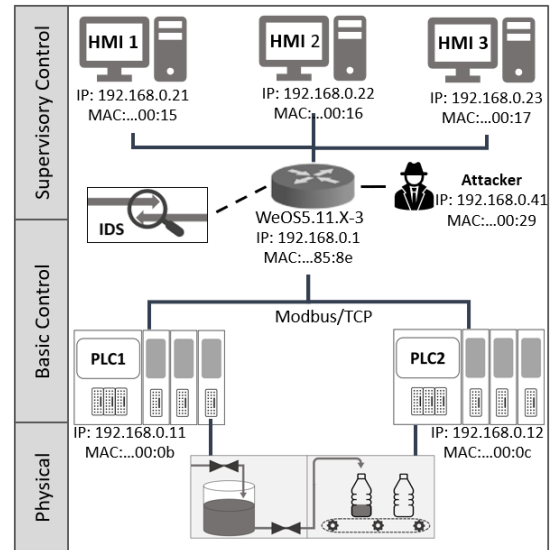 Supervisory Control
HMI 1
HMI 2
HMI 3
IP: 192.168.0.21
MAC:...00:15
IP: 192.168.0.22
MAC:...00:16
IP: 192.168.0.23
MAC:...00:17
IDS
WeOS5.11.X-3
IP: 192.168.0.1
MAC:...85:8e
Attacker
IP: 192.168.0.41
MAC:...00:29
Basic Control
Modbus/TCP
PLC1
PLC2
IP: 192.168.0.11
MAC:...00:0b
IP: 192.168.0.12
MAC:...00:0c
Physical